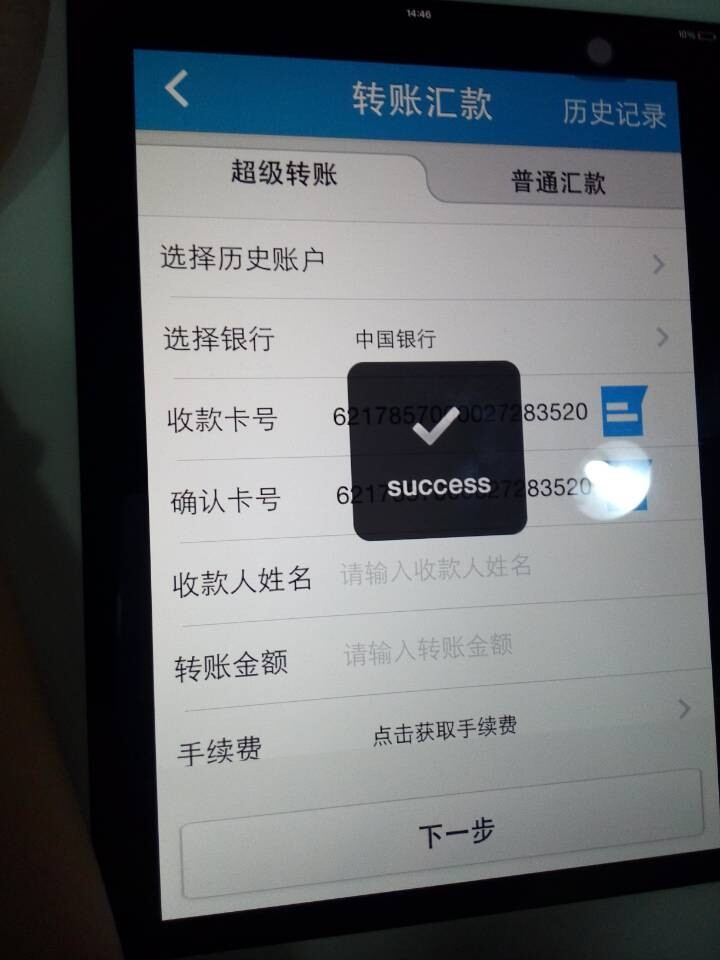 14:46
10%
转账汇款 历史记录
超级转账 普通汇款
选择历史账户
选择银行 中国银行
收款卡号 6217857000027283520
确认卡号 6217857000027283520
success
收款人姓名 请输入收款人姓名
转账金额 请输入转账金额
手续费 点击获取手续费
下一步